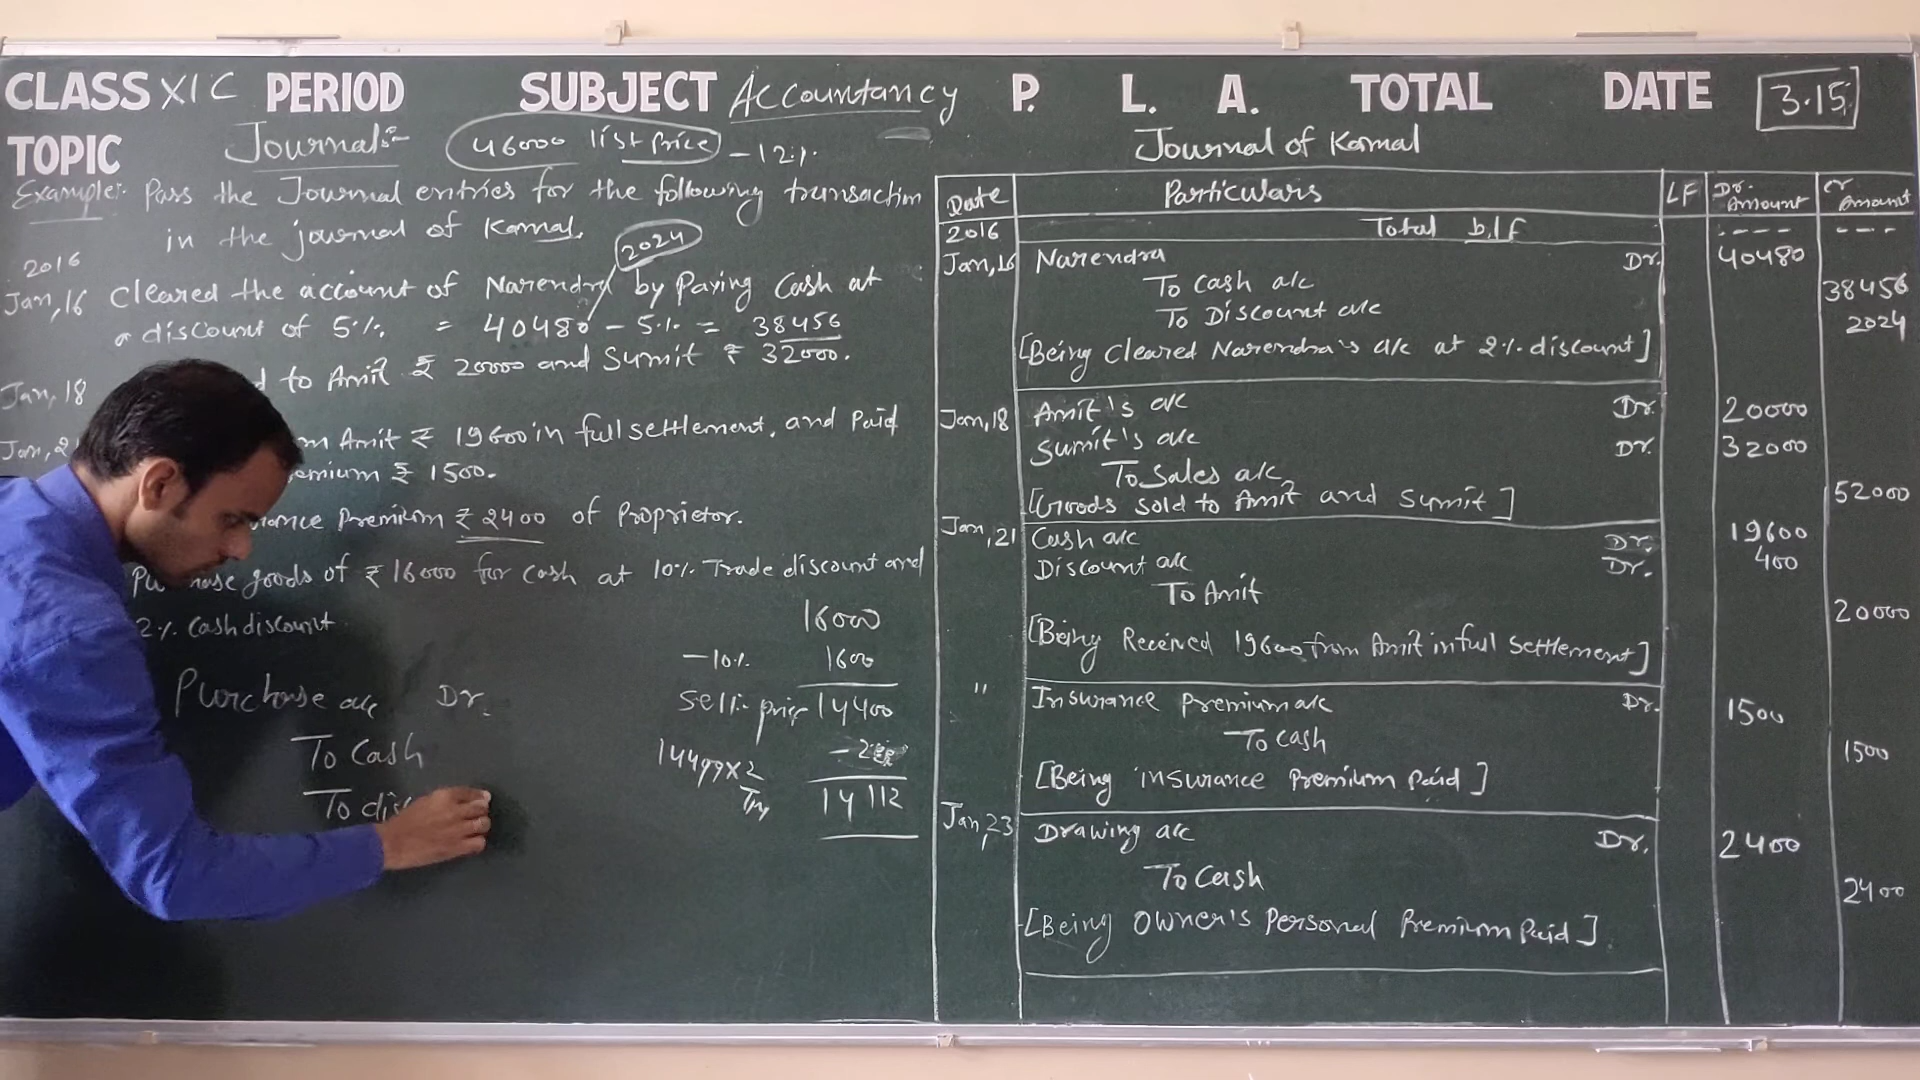 CLASS XI C PERIOD SUBJECT Accountancy P. L. A. TOTAL DATE 3.15
TOPIC Journal:- 46000 list Price -12%
Example:- Pass the Journal entries for the following transaction
in the journal of Kamal.
2024
2016
Jan, 16 Cleared the account of Narendra by Paying Cash at
a discount of 5% = 40480 - 5% = 38456
Jan, 18 to Amit ₹ 20000 and Sumit ₹ 32000.
Jan, 2 Amit ₹ 19600 in full settlement. and Paid
emium ₹ 1500.
Premium ₹ 2400 of Proprietor.
goods of ₹ 16000 for cash at 10% Trade discount and
2% Cash discount.
16000
-10% 1600
Purchase a/c Dr.
Sell. price 14400
To Cash
- 2
To dis
14112
Journal of Kamal
Date Particulars LF Dr. Amount Cr Amount
2016 Total b/f ---- ----
Jan, 16 Narendra Dr. 40480
To Cash a/c 38456
To Discount a/c 2024
[Being Cleared Narendra's a/c at 2% discount]
Jan, 18 Amit's a/c Dr. 20000
Sumit's a/c Dr. 32000
To Sales a/c 52000
[Goods sold to Amit and Sumit]
Jan, 21 Cash a/c Dr. 19600
Discount a/c Dr. 400
To Amit 20000
[Being Received 19600 from Amit in full Settlement]
" Insurance Premium a/c Dr. 1500
To Cash 1500
[Being insurance Premium Paid]
Jan, 23 Drawing a/c Dr. 2400
To Cash 2400
[Being Owner's Personal Premium Paid].